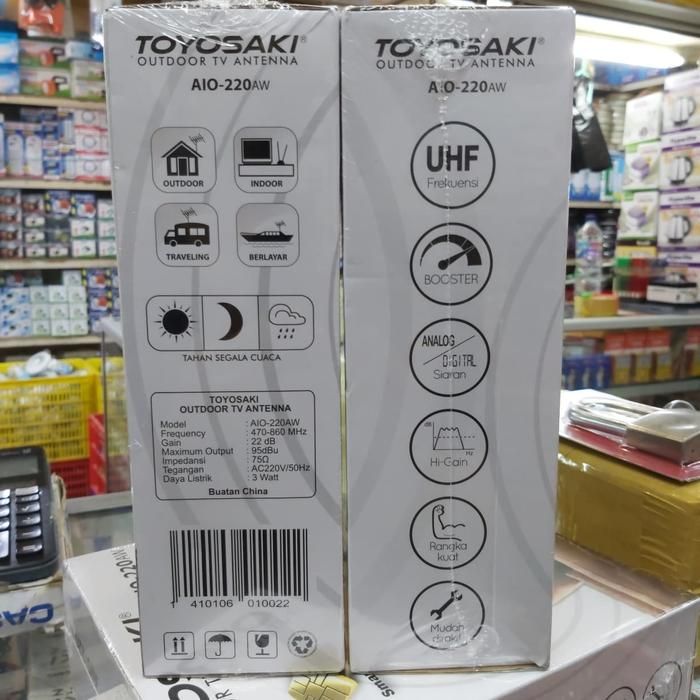 TOYOSAKI®
OUTDOOR TV ANTENNA
AIO-220AW
OUTDOOR
INDOOR
TRAVELING
BERLAYAR
TAHAN SEGALA CUACA
TOYOSAKI
OUTDOOR TV ANTENNA
Model : AIO-220AW
Frequency : 470-860 MHz
Gain : 22 dB
Maximum Output : 95dBu
Impedansi : 75Ω
Tegangan : AC220V/50Hz
Daya Listrik : 3 Watt
Buatan China
1 410106 010022
TOYOSAKI®
OUTDOOR TV ANTENNA
AIO-220AW
UHF
Frekuensi
BOOSTER
ANALOG
DIGITAL
Siaran
dB
Hz
Hi-Gain
Rangka
kuat
Mudah
dirakit